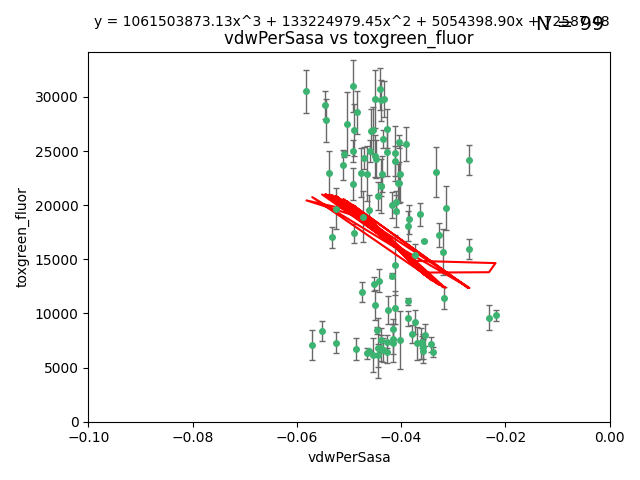 y = 1061503873.13x^3 + 133224979.45x^2 + 5054398.90x +
N = 99
vdwPerSasa vs toxgreen_fluor
30000
25000
20000
15000
10000
5000
0
toxgreen_fluor
−0.10
−0.08
−0.06
−0.04
−0.02
0.00
vdwPerSasa